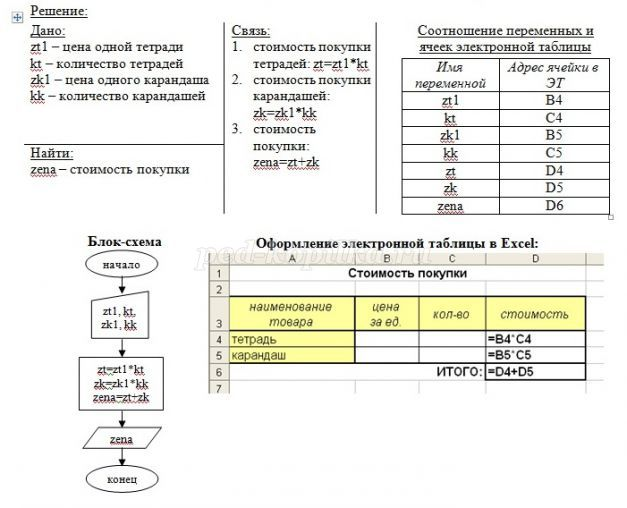 Решение:
Дано:
zt1 – цена одной тетради
kt – количество тетрадей
zk1 – цена одного карандаша
kk – количество карандашей
Найти:
zena – стоимость покупки
Связь:
1. стоимость покупки
тетрадей: zt=zt1*kt
2. стоимость покупки
карандашей:
zk=zk1*kk
3. стоимость
покупки:
zena=zt+zk
Соотношение переменных и
ячеек электронной таблицы
Имя переменной Адрес ячейки в ЭТ
zt1 B4
kt C4
zk1 B5
kk C5
zt D4
zk D5
zena D6
Блок-схема
начало
zt1, kt,
zk1, kk
zt=zt1*kt
zk=zk1*kk
zena=zt+zk
zena
конец
Оформление электронной таблицы в Excel:
A B C D
1 Стоимость покупки
2
3 наименование товара цена за ед. кол-во стоимость
4 тетрадь =B4*C4
5 карандаш =B5*C5
6 ИТОГО: =D4+D5
7
ped-kopilka.ru